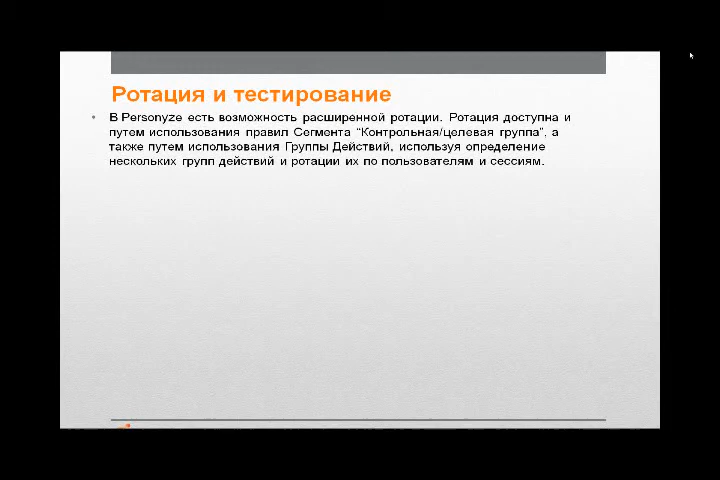 Ротация и тестирование
• В Personyze есть возможность расширенной ротации. Ротация доступна и
путем использования правил Сегмента “Контрольная/целевая группа”, а
также путем использования Группы Действий, используя определение
нескольких групп действий и ротации их по пользователям и сессиям.